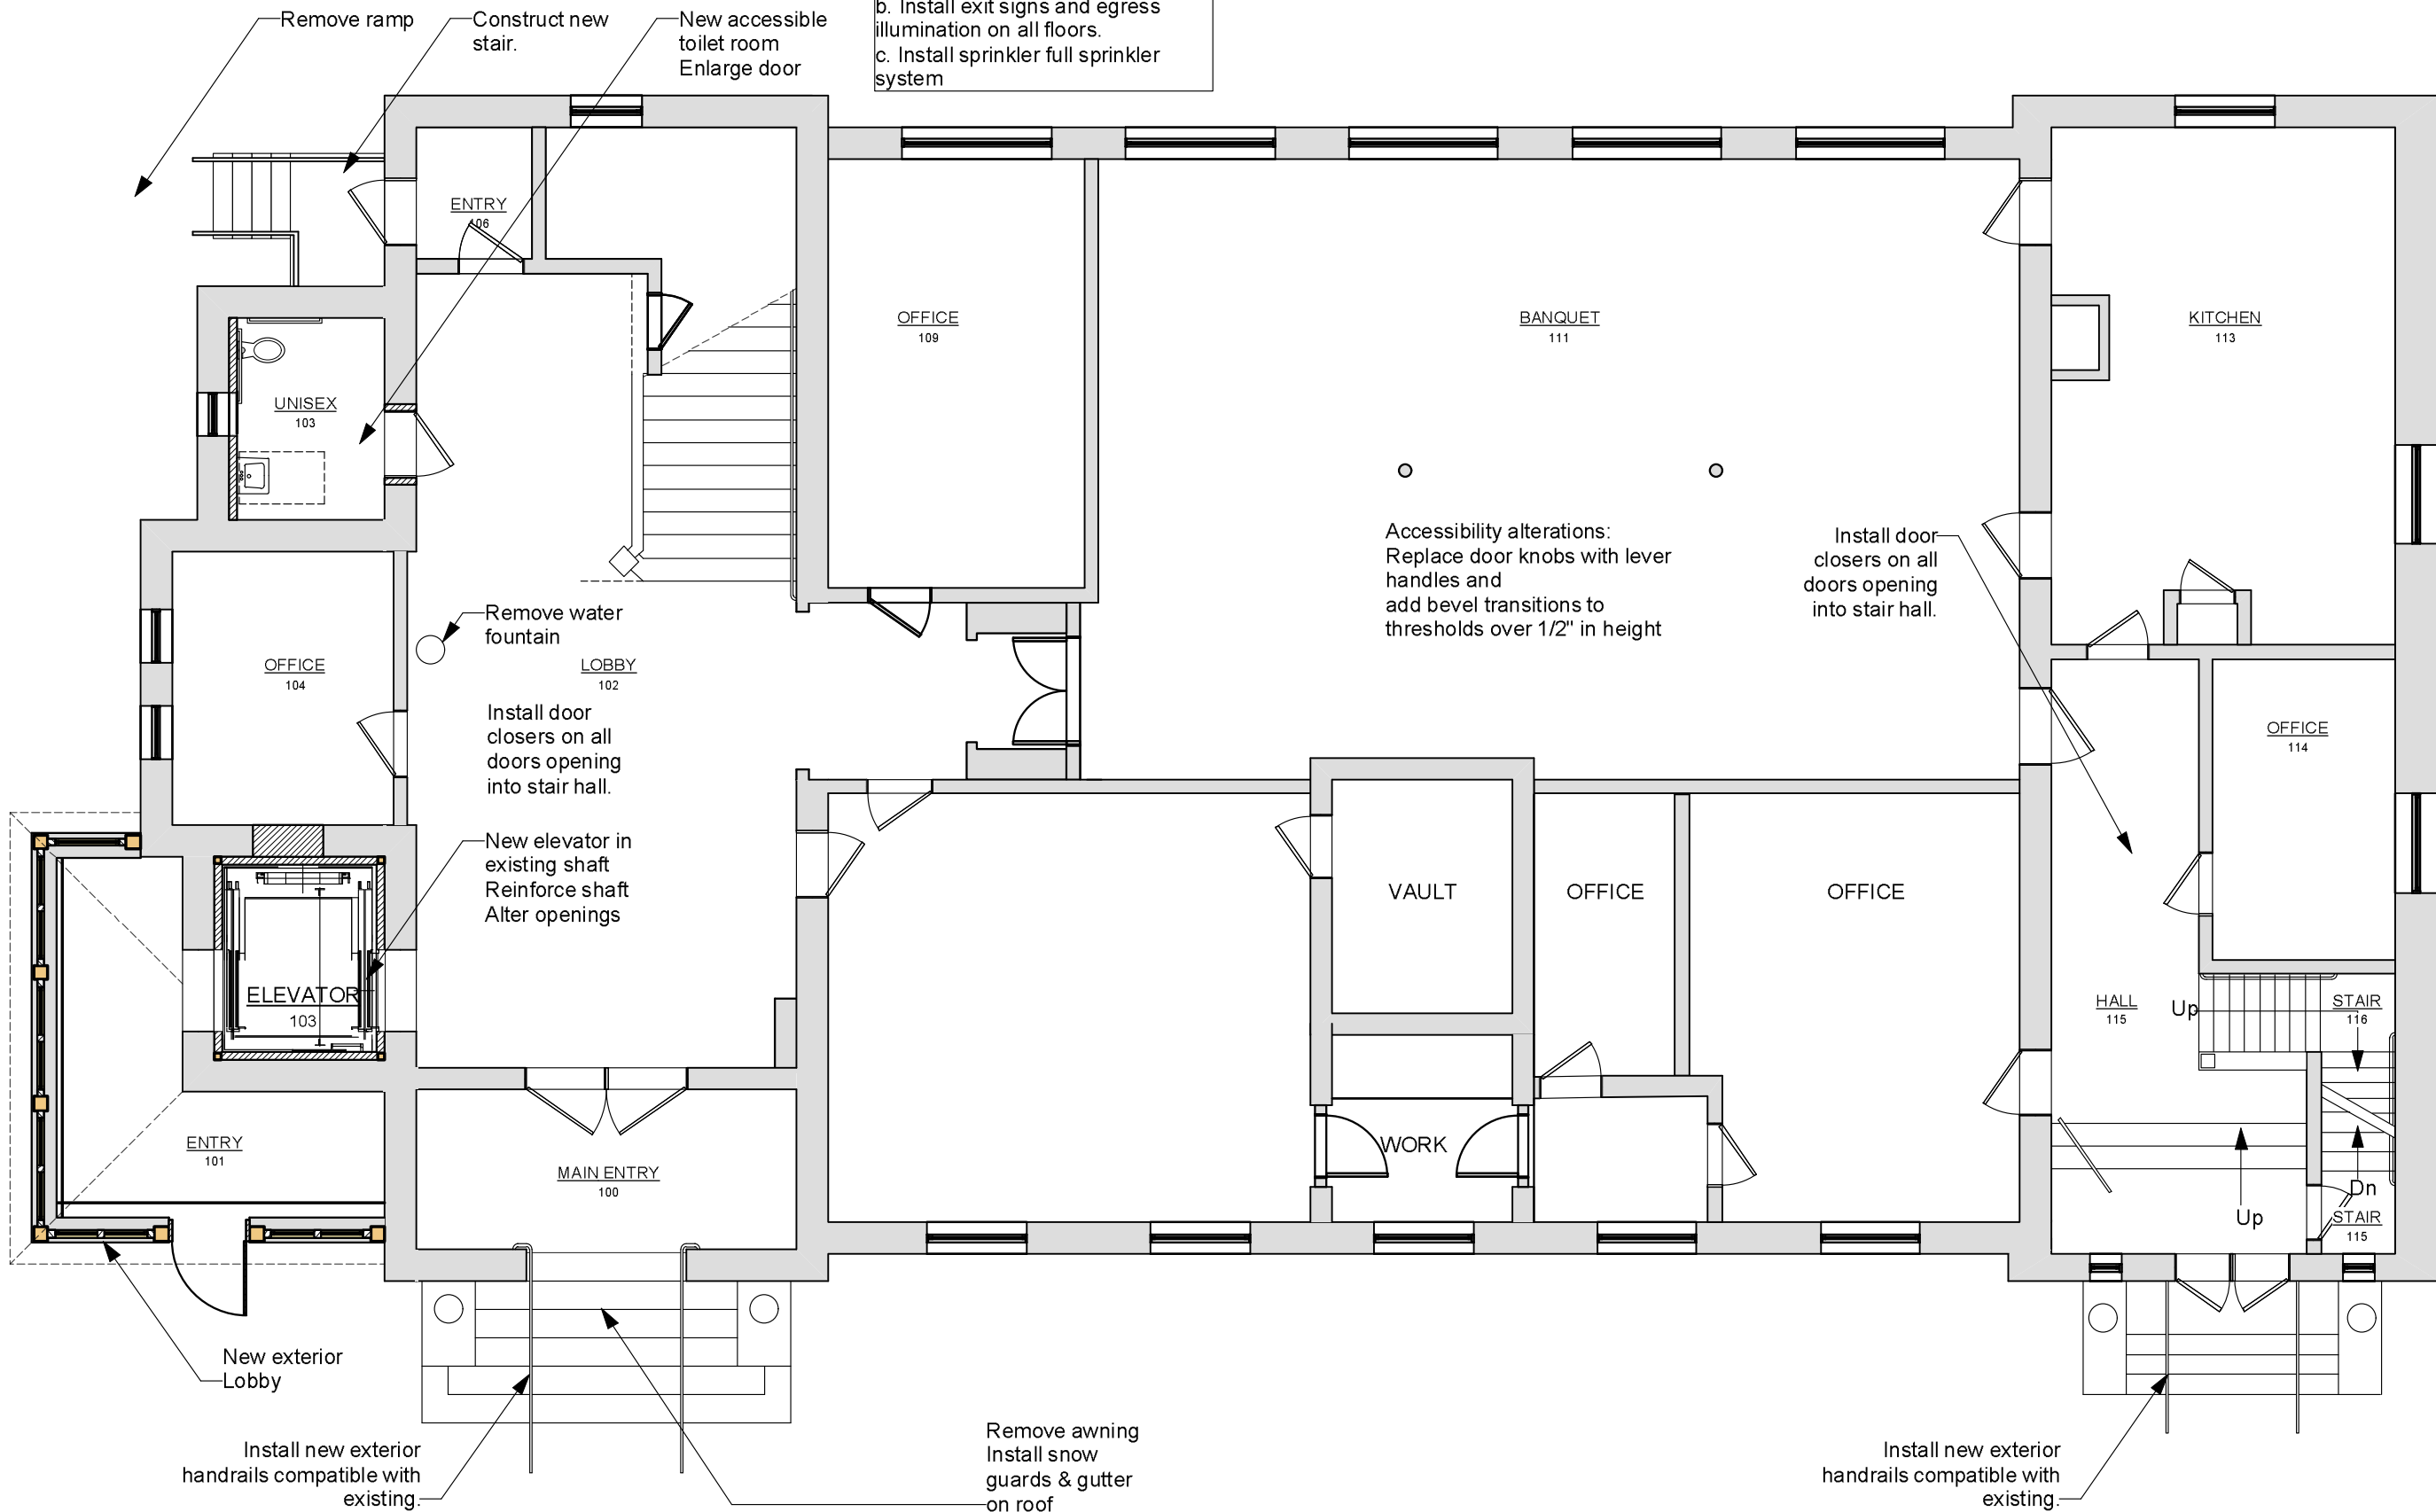 Remove ramp
Construct new
stair.
New accessible
toilet room
Enlarge door
b. Install exit signs and egress
illumination on all floors.
c. Install sprinkler full sprinkler
system
ENTRY
106
OFFICE
109
BANQUET
111
KITCHEN
113
UNISEX
103
Accessibility alterations:
Replace door knobs with lever
handles and
add bevel transitions to
thresholds over 1/2" in height
Install door
closers on all
doors opening
into stair hall.
Remove water
fountain
OFFICE
104
LOBBY
102
Install door
closers on all
doors opening
into stair hall.
OFFICE
114
New elevator in
existing shaft
Reinforce shaft
Alter openings
VAULT
OFFICE
OFFICE
ELEVATOR
103
HALL
115
Up
STAIR
116
ENTRY
101
MAIN ENTRY
100
WORK
Dn
Up
STAIR
115
New exterior
Lobby
Install new exterior
handrails compatible with
existing.
Remove awning
Install snow
guards & gutter
on roof
Install new exterior
handrails compatible with
existing.